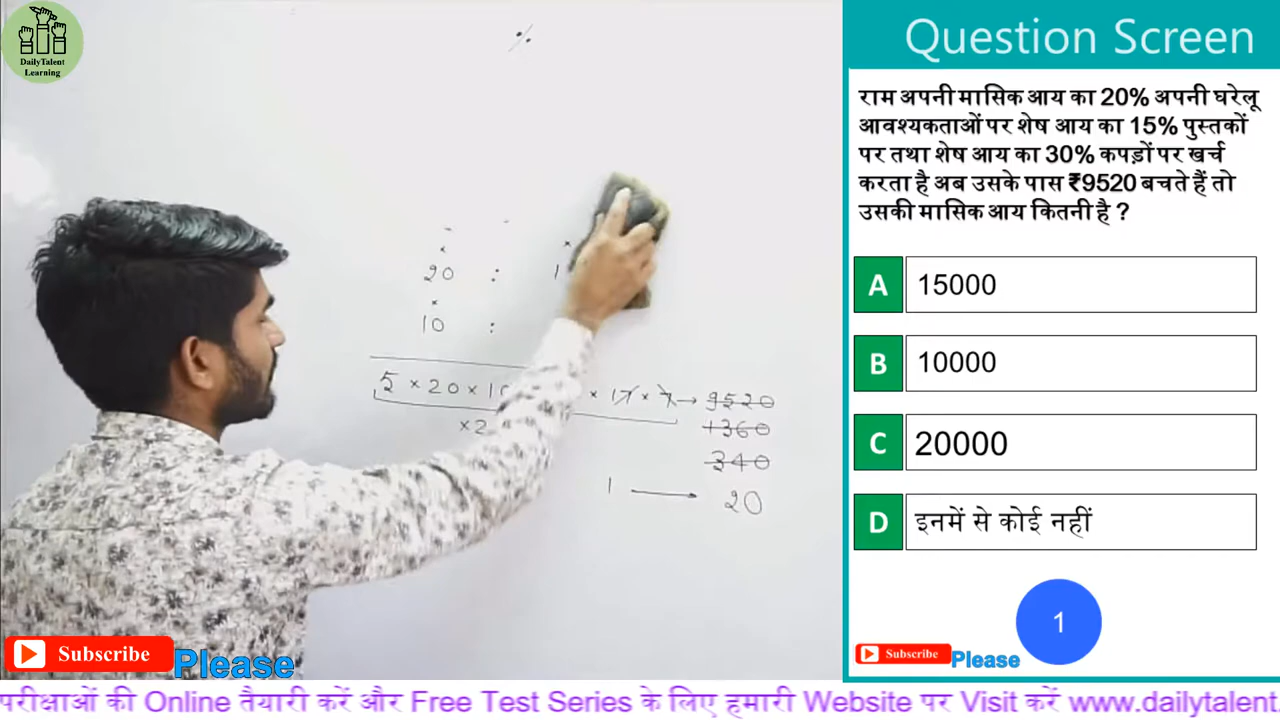 DailyTalent
Learning
%
20 :
10 :
5 × 20 × 10
× 17 × 7 → 9520
1360
340
1 → 20
Question Screen
राम अपनी मासिक आय का 20% अपनी घरेलू
आवश्यकताओं पर शेष आय का 15% पुस्तकों
पर तथा शेष आय का 30% कपड़ों पर खर्च
करता है अब उसके पास ₹9520 बचते हैं तो
उसकी मासिक आय कितनी है ?
A 15000
B 10000
C 20000
D इनमें से कोई नहीं
1
Subscribe Please
Subscribe Please
परीक्षाओं की Online तैयारी करें और Free Test Series के लिए हमारी Website पर Visit करें www.dailytalent.